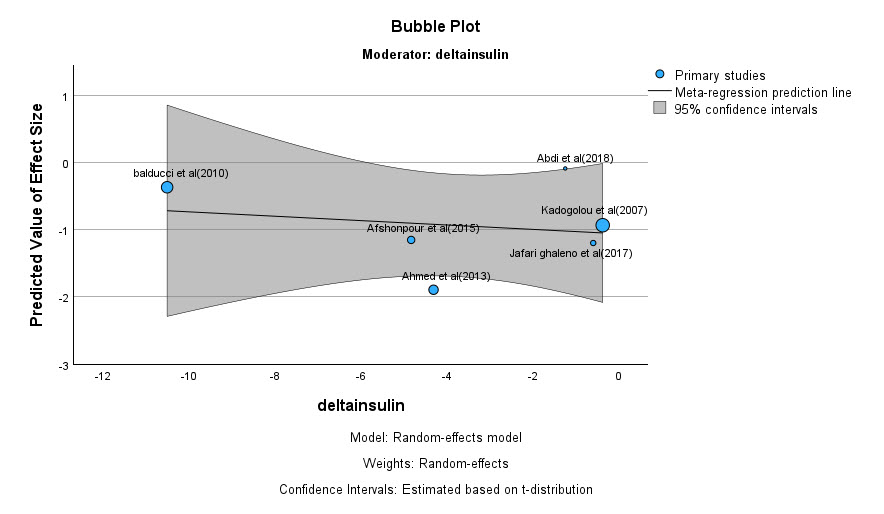 Bubble Plot
Moderator: deltainsulin
Primary studies
Meta-regression prediction line
95% confidence intervals
Predicted Value of Effect Size
1
0
-1
-2
-3
balducci et al(2010)
Abdi et al(2018)
Kadogolou et al(2007)
Afshonpour et al(2015)
Jafari ghaleno et al(2017)
Ahmed et al(2013)
-12 -10 -8 -6 -4 -2 0
deltainsulin
Model: Random-effects model
Weights: Random-effects
Confidence Intervals: Estimated based on t-distribution